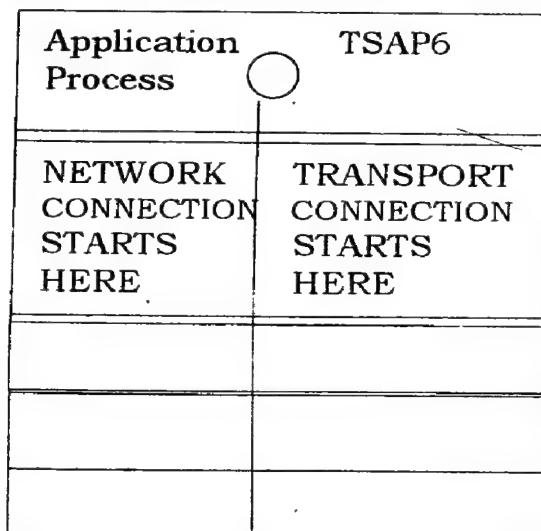 Application TSAP6
Process
NETWORK TRANSPORT
CONNECTION CONNECTION
STARTS STARTS
HERE HERE